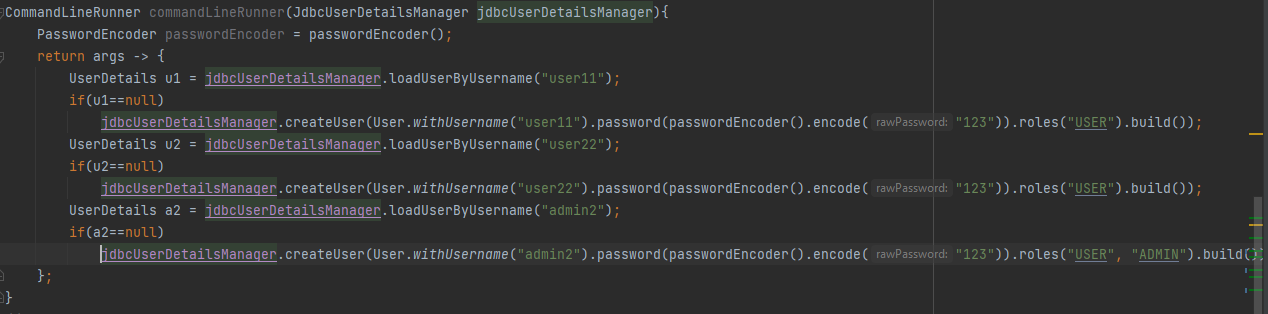 CommandLineRunner commandLineRunner(JdbcUserDetailsManager jdbcUserDetailsManager){
PasswordEncoder passwordEncoder = passwordEncoder();
return args -> {
UserDetails u1 = jdbcUserDetailsManager.loadUserByUsername("user11");
if(u1==null)
jdbcUserDetailsManager.createUser(User.withUsername("user11").password(passwordEncoder().encode( rawPassword: "123")).roles("USER").build());
UserDetails u2 = jdbcUserDetailsManager.loadUserByUsername("user22");
if(u2==null)
jdbcUserDetailsManager.createUser(User.withUsername("user22").password(passwordEncoder().encode( rawPassword: "123")).roles("USER").build());
UserDetails a2 = jdbcUserDetailsManager.loadUserByUsername("admin2");
if(a2==null)
jdbcUserDetailsManager.createUser(User.withUsername("admin2").password(passwordEncoder().encode( rawPassword: "123")).roles("USER", "ADMIN").build()
};
}